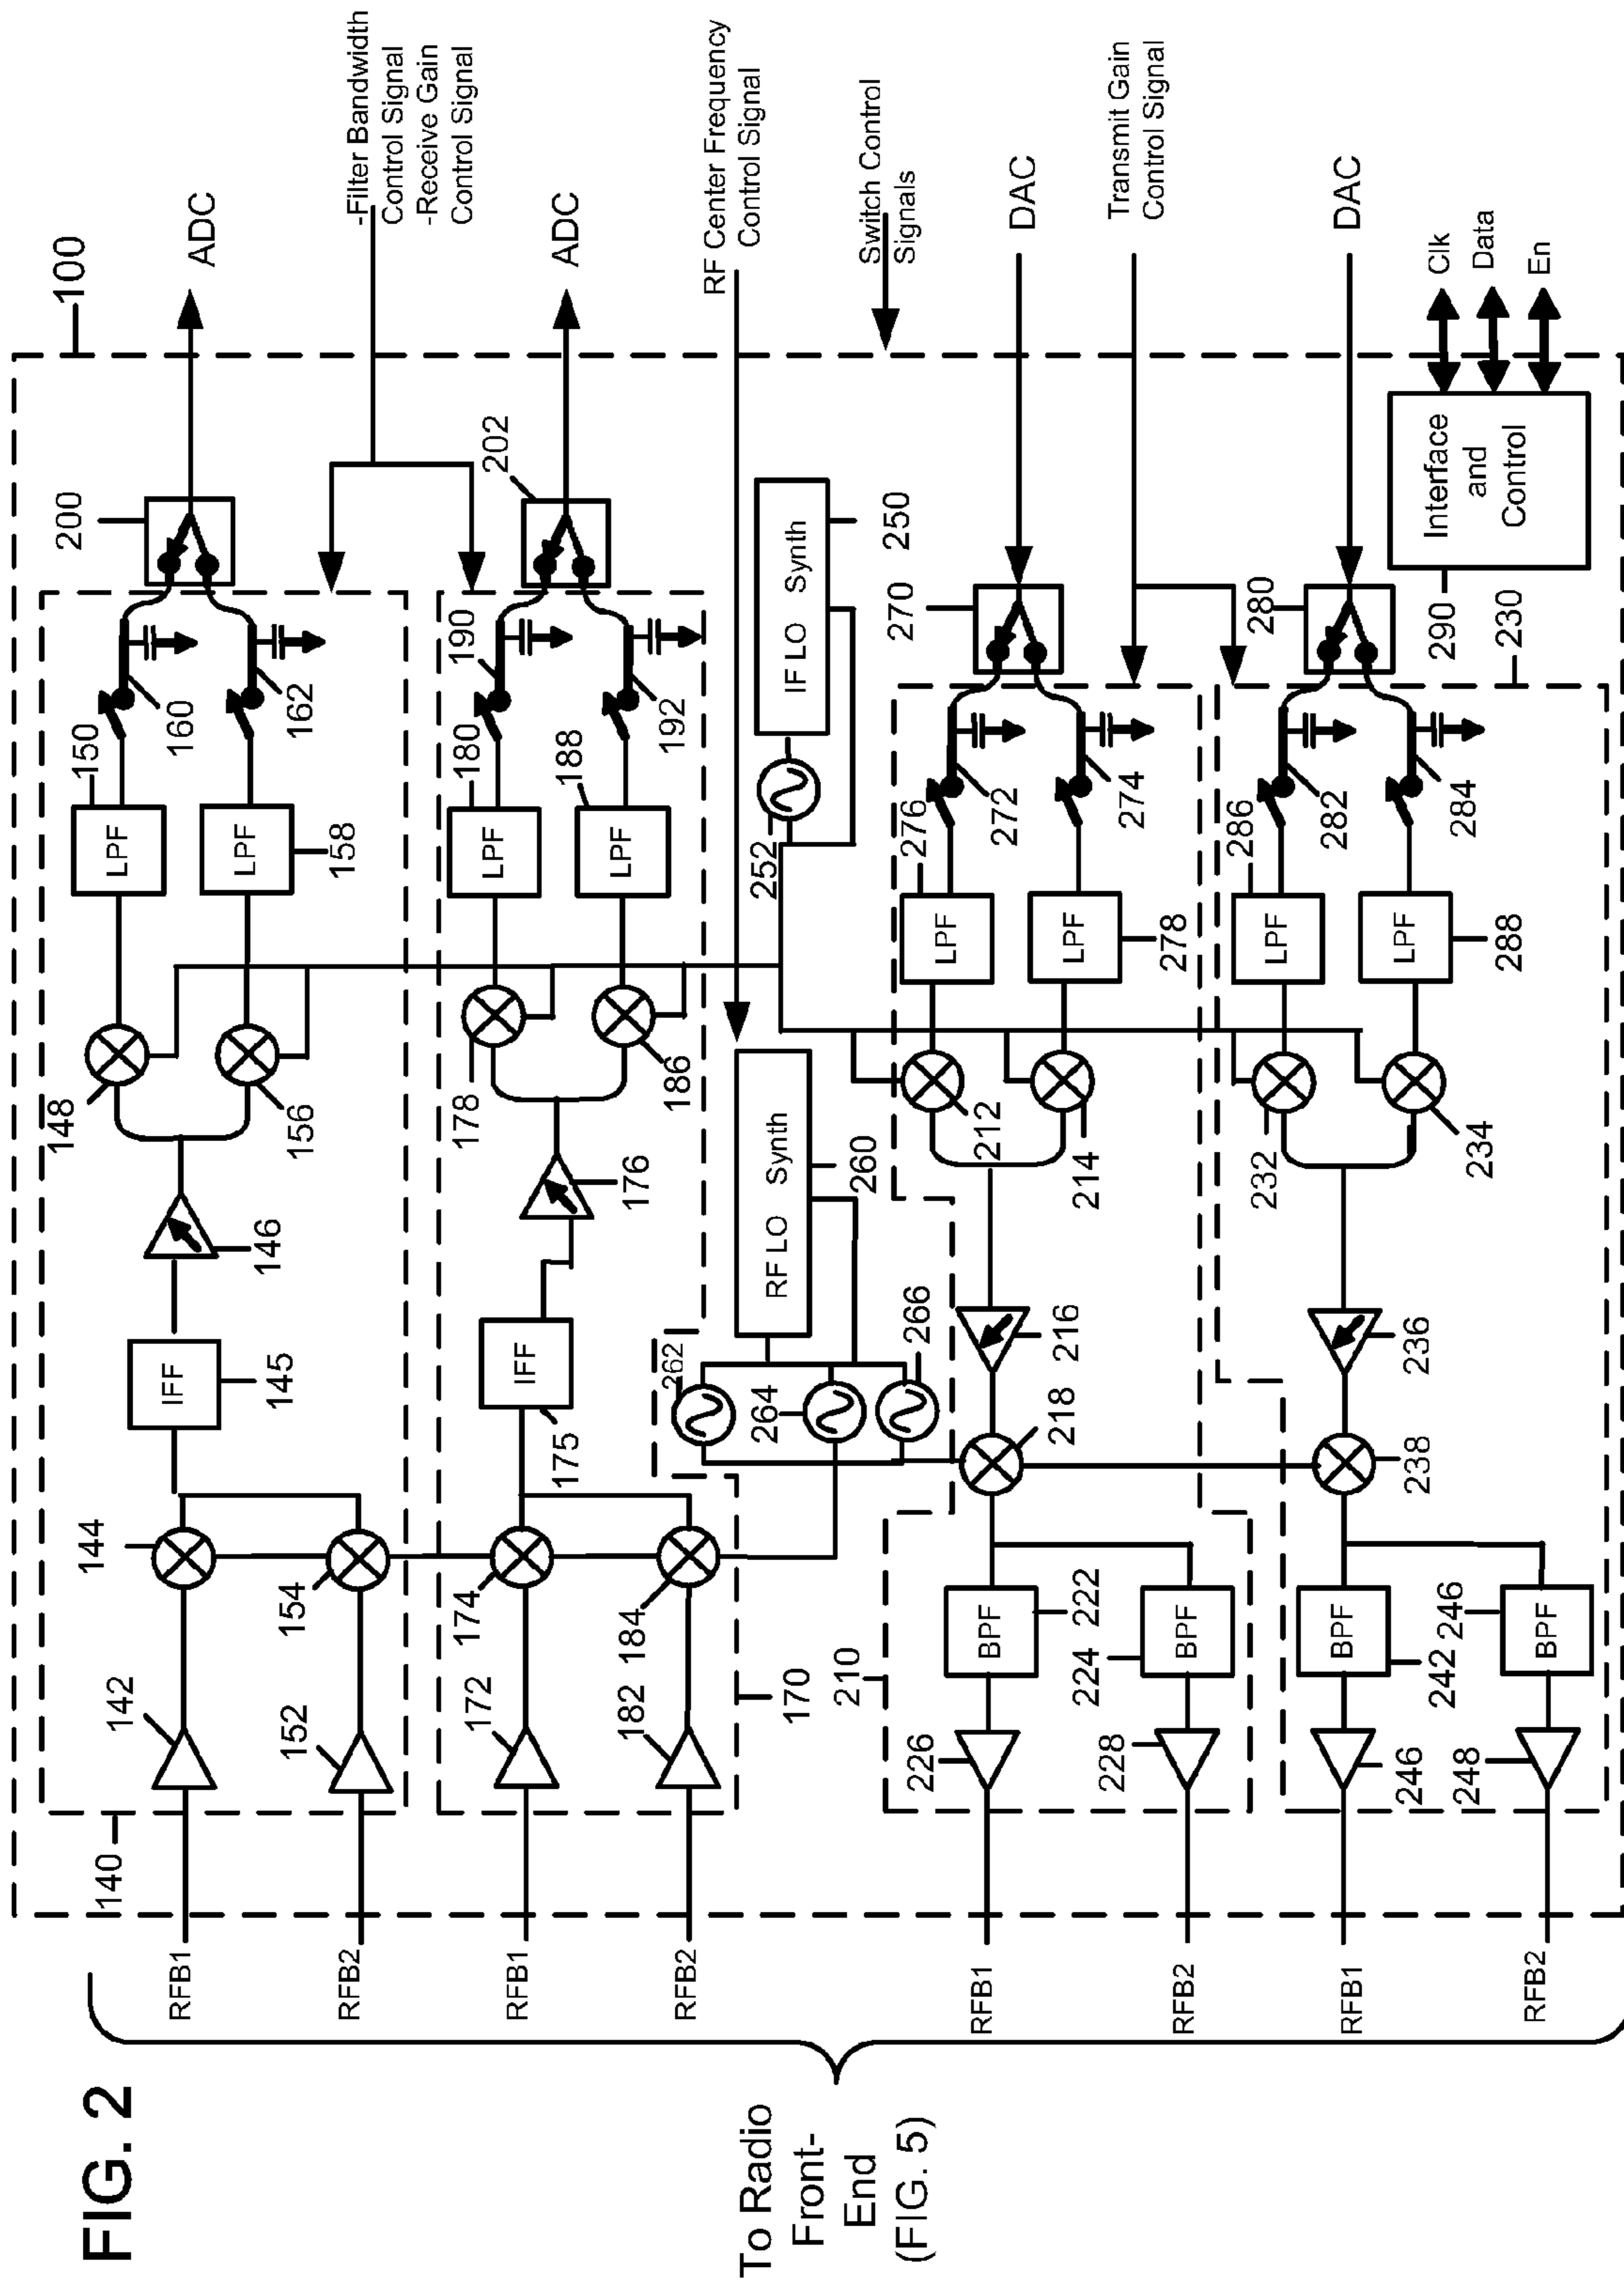 FIG. 2
To Radio
Front-
End
(FIG. 5)
100
140
RFB1
142
144
IFF
145
146
148
LPF
150
160
200
ADC
RFB2
152
154
156
LPF
158
162
-Filter Bandwidth
Control Signal
-Receive Gain
Control Signal
RFB1
172
174
IFF
175
176
178
LPF
180
190
202
ADC
RFB2
182
184
186
LPF
188
192
170
RF Center Frequency
Control Signal
262
264
266
RF LO Synth
260
252
IF LO Synth
250
Switch Control
Signals
210
RFB1
226
BPF
222
218
216
212
LPF
276
272
270
DAC
RFB2
228
BPF
224
214
LPF
278
274
Transmit Gain
Control Signal
RFB1
246
BPF
242
238
236
232
LPF
286
282
280
DAC
RFB2
248
BPF
246
234
LPF
288
284
230
290
Interface
and
Control
Clk
Data
En